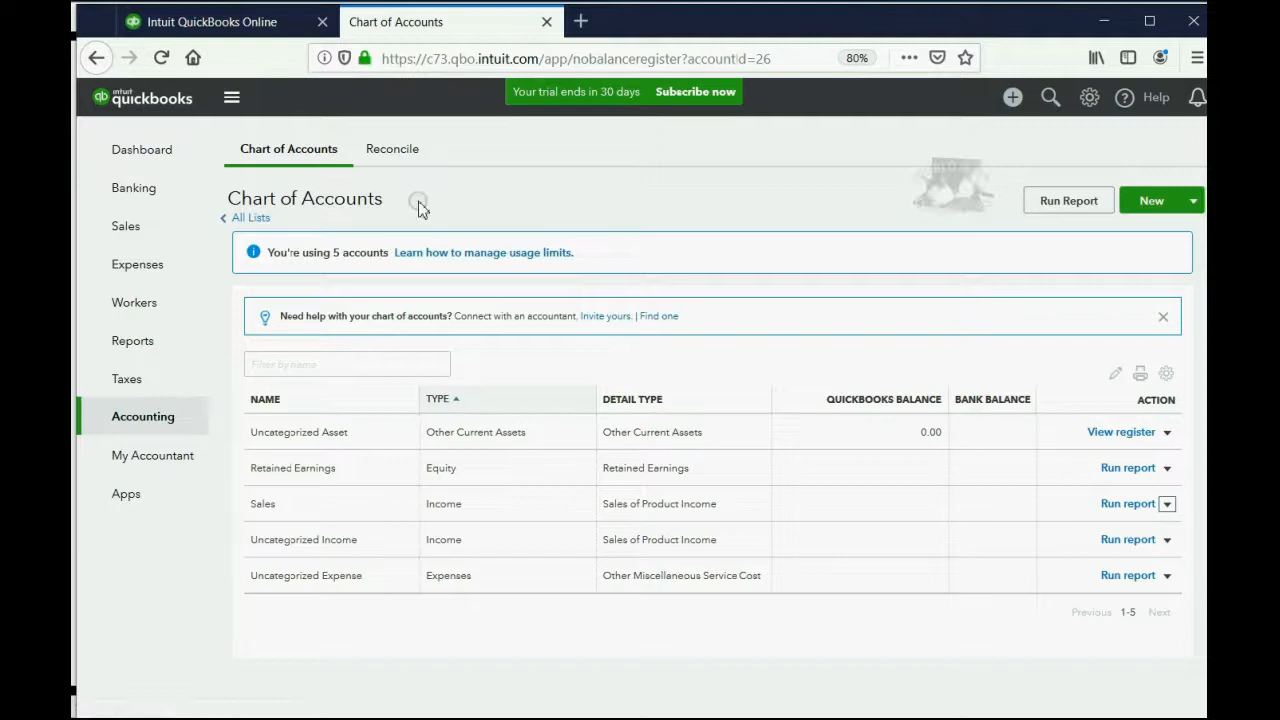 Intuit QuickBooks Online
Chart of Accounts
https://c73.qbo.intuit.com/app/nobalanceregister?accountId=26
80%
intuit quickbooks
Your trial ends in 30 days Subscribe now
Help
Dashboard
Banking
Sales
Expenses
Workers
Reports
Taxes
Accounting
My Accountant
Apps
Chart of Accounts Reconcile
Chart of Accounts
All Lists
Run Report
New
You're using 5 accounts Learn how to manage usage limits.
Need help with your chart of accounts? Connect with an accountant. Invite yours. | Find one
Filter by name
NAME TYPE DETAIL TYPE QUICKBOOKS BALANCE BANK BALANCE ACTION
Uncategorized Asset Other Current Assets Other Current Assets 0.00 View register
Retained Earnings Equity Retained Earnings Run report
Sales Income Sales of Product Income Run report
Uncategorized Income Income Sales of Product Income Run report
Uncategorized Expense Expenses Other Miscellaneous Service Cost Run report
Previous 1-5 Next